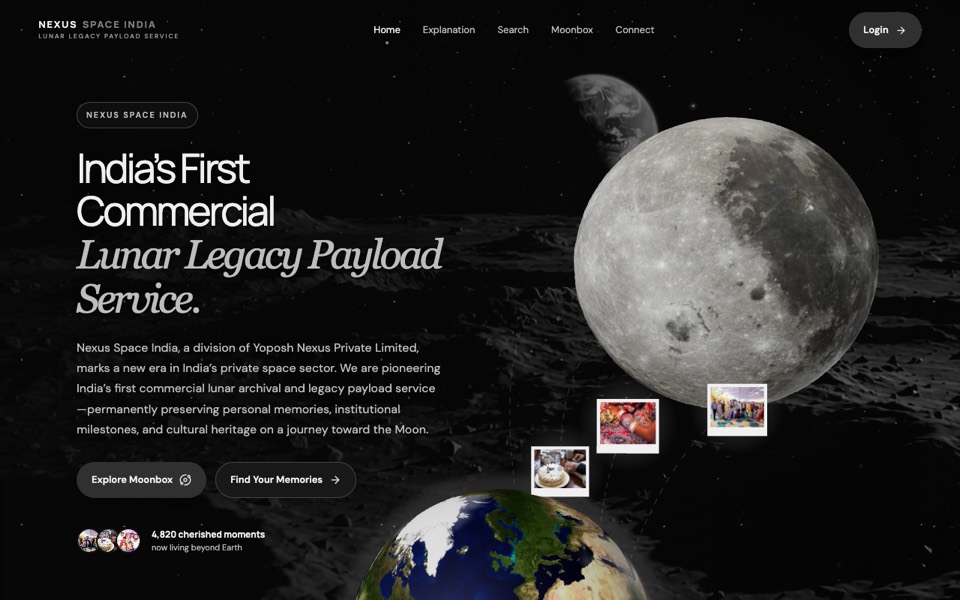 NEXUS SPACE INDIA
LUNAR LEGACY PAYLOAD SERVICE
Home Explanation Search Moonbox Connect
Login
NEXUS SPACE INDIA
India's First
Commercial
Lunar Legacy Payload
Service.
Nexus Space India, a division of Yoposh Nexus Private Limited,
marks a new era in India's private space sector. We are pioneering
India's first commercial lunar archival and legacy payload service
—permanently preserving personal memories, institutional
milestones, and cultural heritage on a journey toward the Moon.
Explore Moonbox
Find Your Memories
4,820 cherished moments
now living beyond Earth